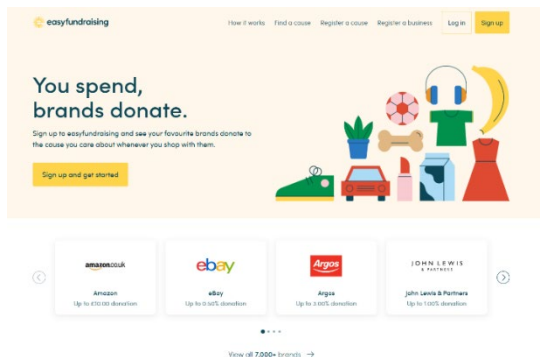 easyfundraising
How it works Find a cause Register a cause Register a business Log in Sign up
You spend,
brands donate.
Sign up to easyfundraising and see your favourite brands donate to
the cause you care about whenever you shop with them.
Sign up and get started
amazon.co.uk
Amazon
Up to £10.00 donation
ebay
eBay
Up to 0.50% donation
Argos
Argos
Up to 2.00% donation
JOHN LEWIS
& PARTNERS
John Lewis & Partners
Up to 1.00% donation
View all 7,000+ brands →